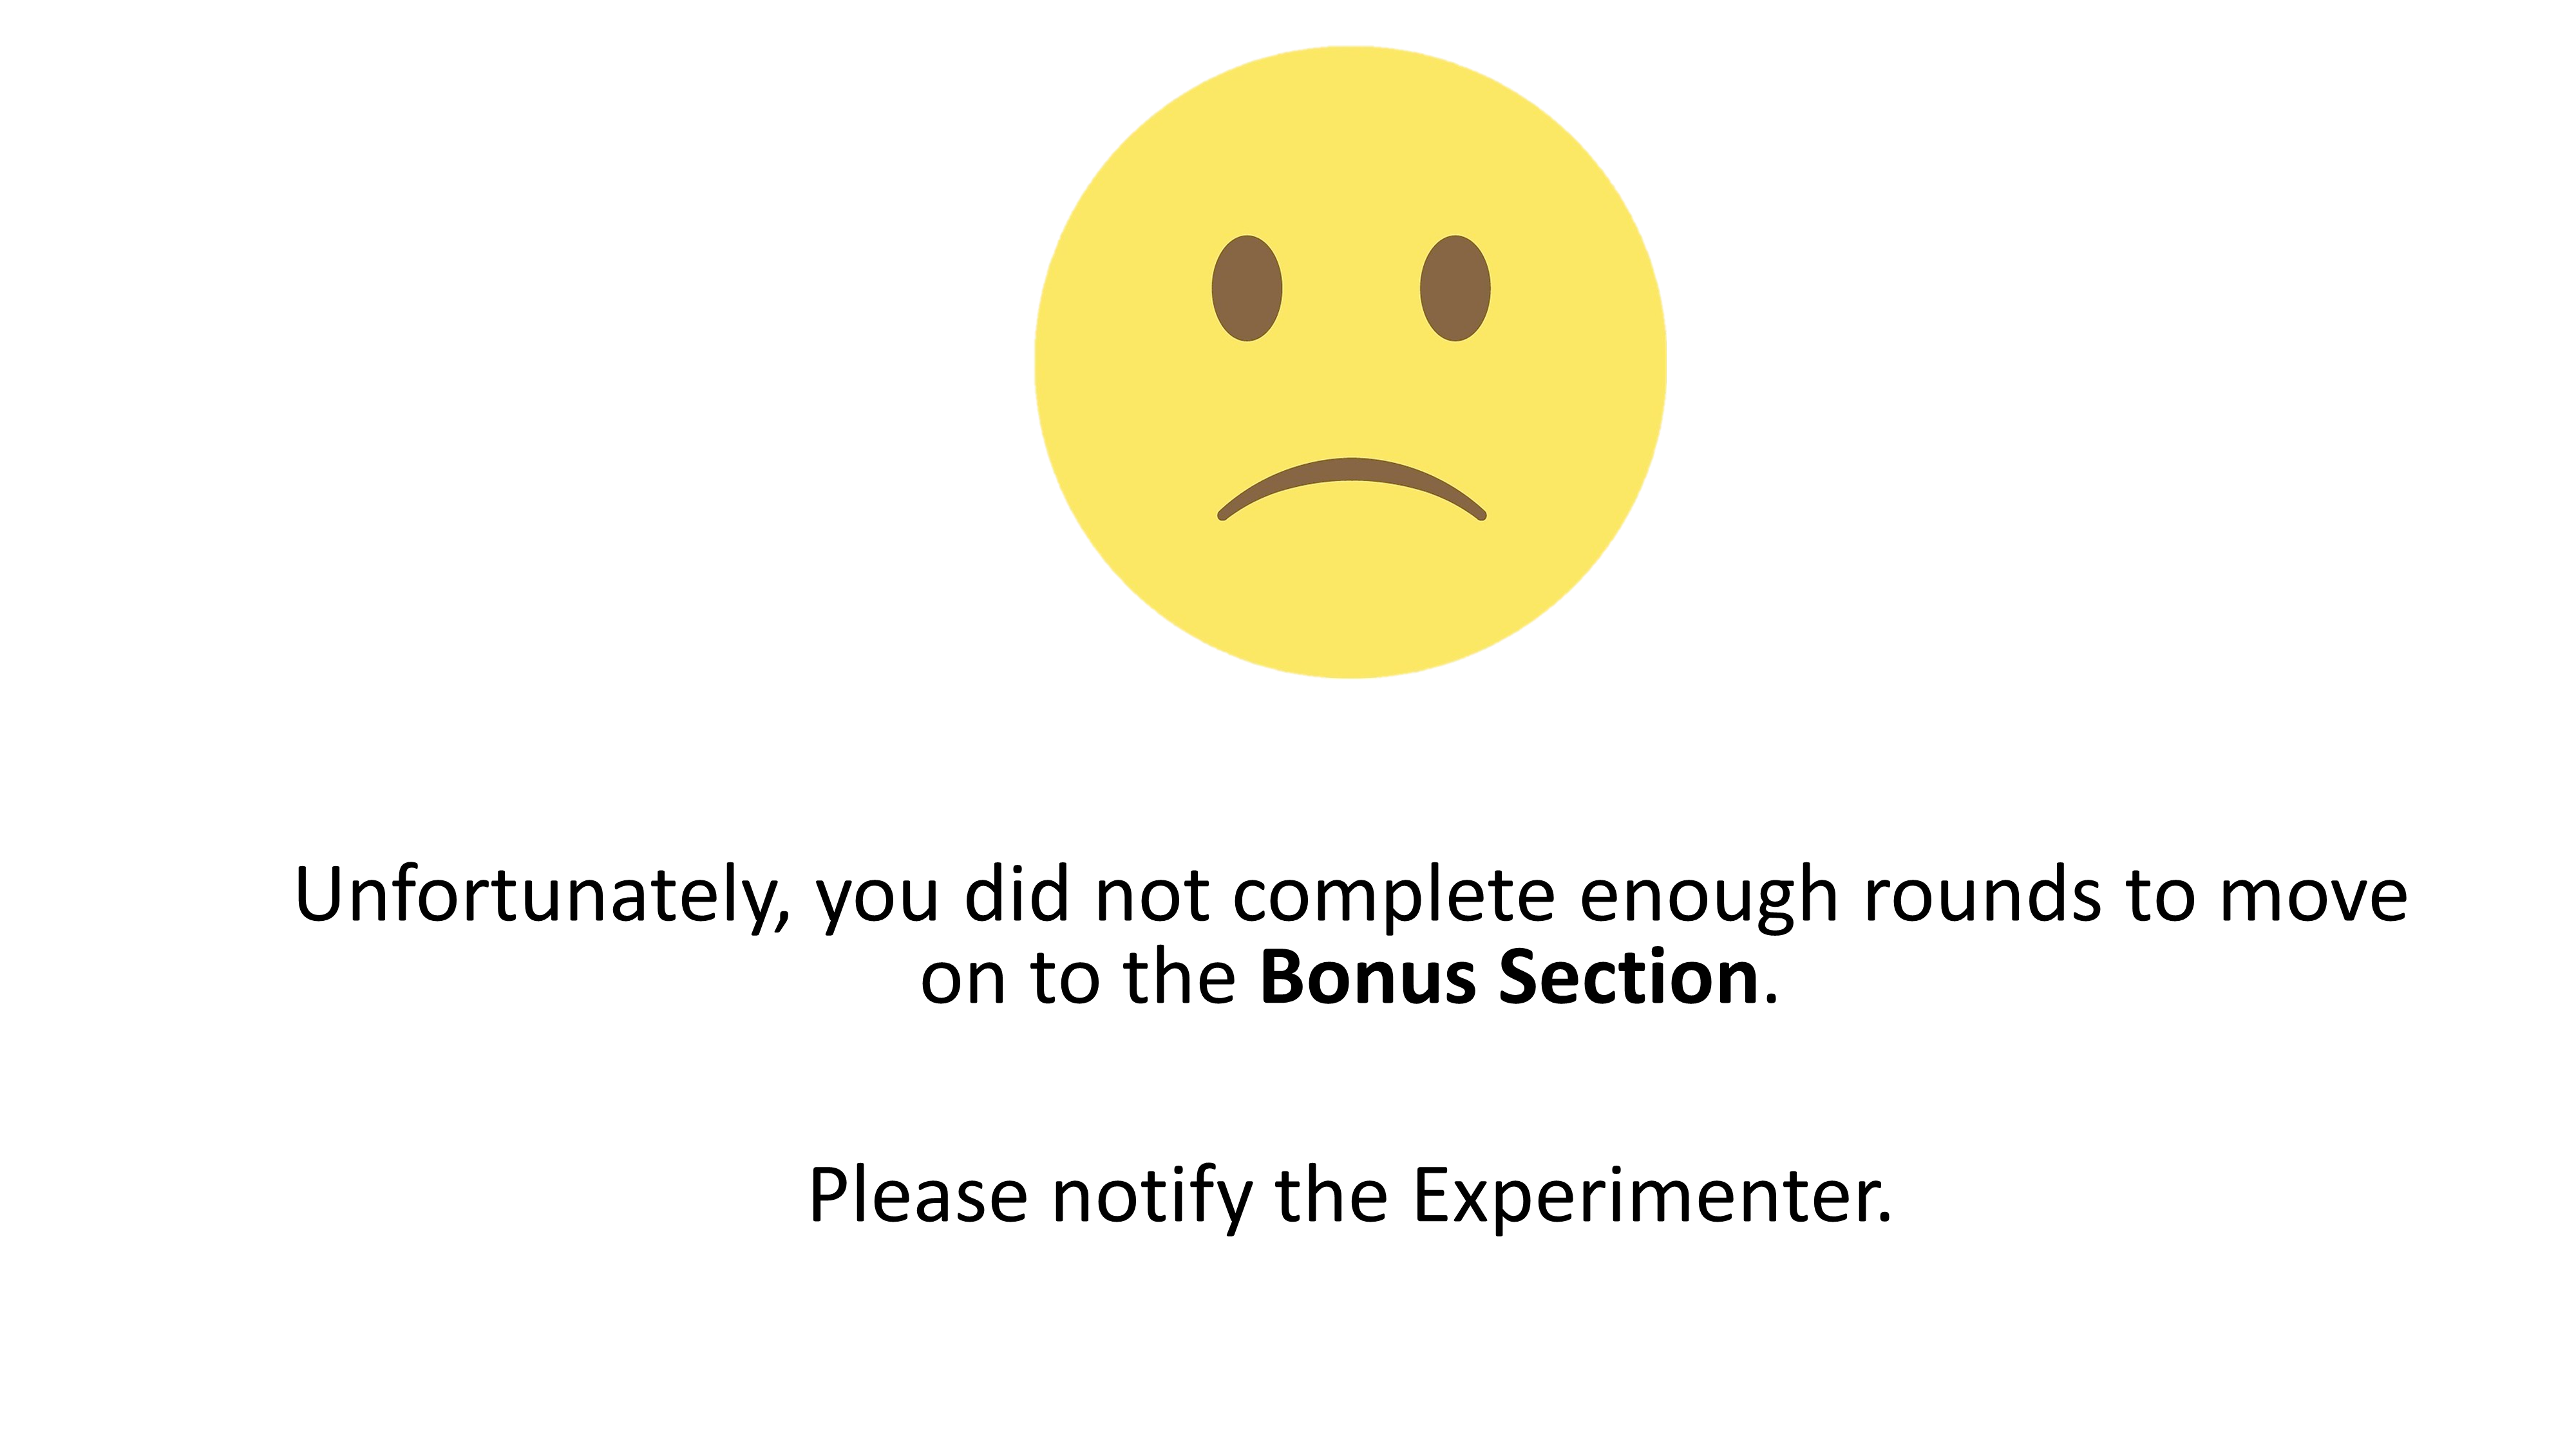 Unfortunately, you did not complete enough rounds to move
on to the Bonus Section.
Please notify the Experimenter.